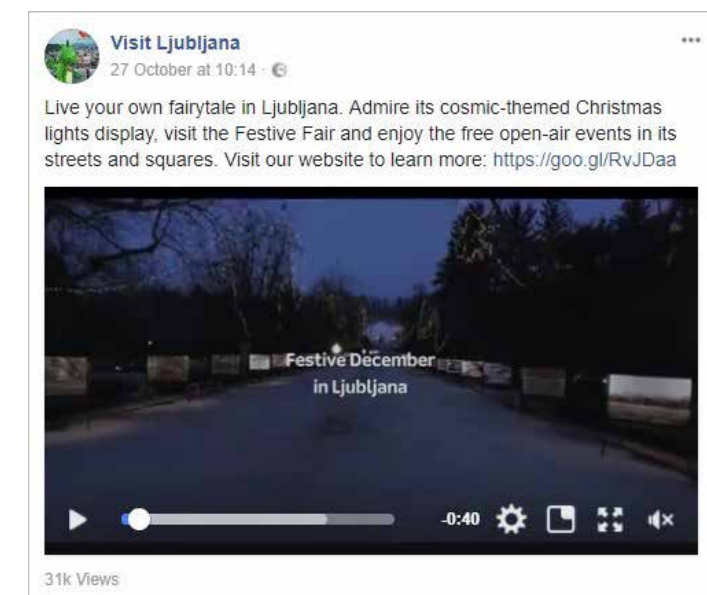 Visit Ljubljana
27 October at 10:14 ·
Live your own fairytale in Ljubljana. Admire its cosmic-themed Christmas
lights display, visit the Festive Fair and enjoy the free open-air events in its
streets and squares. Visit our website to learn more: https://goo.gl/RvJDaa
Festive December
in Ljubljana
-0:40
31k Views